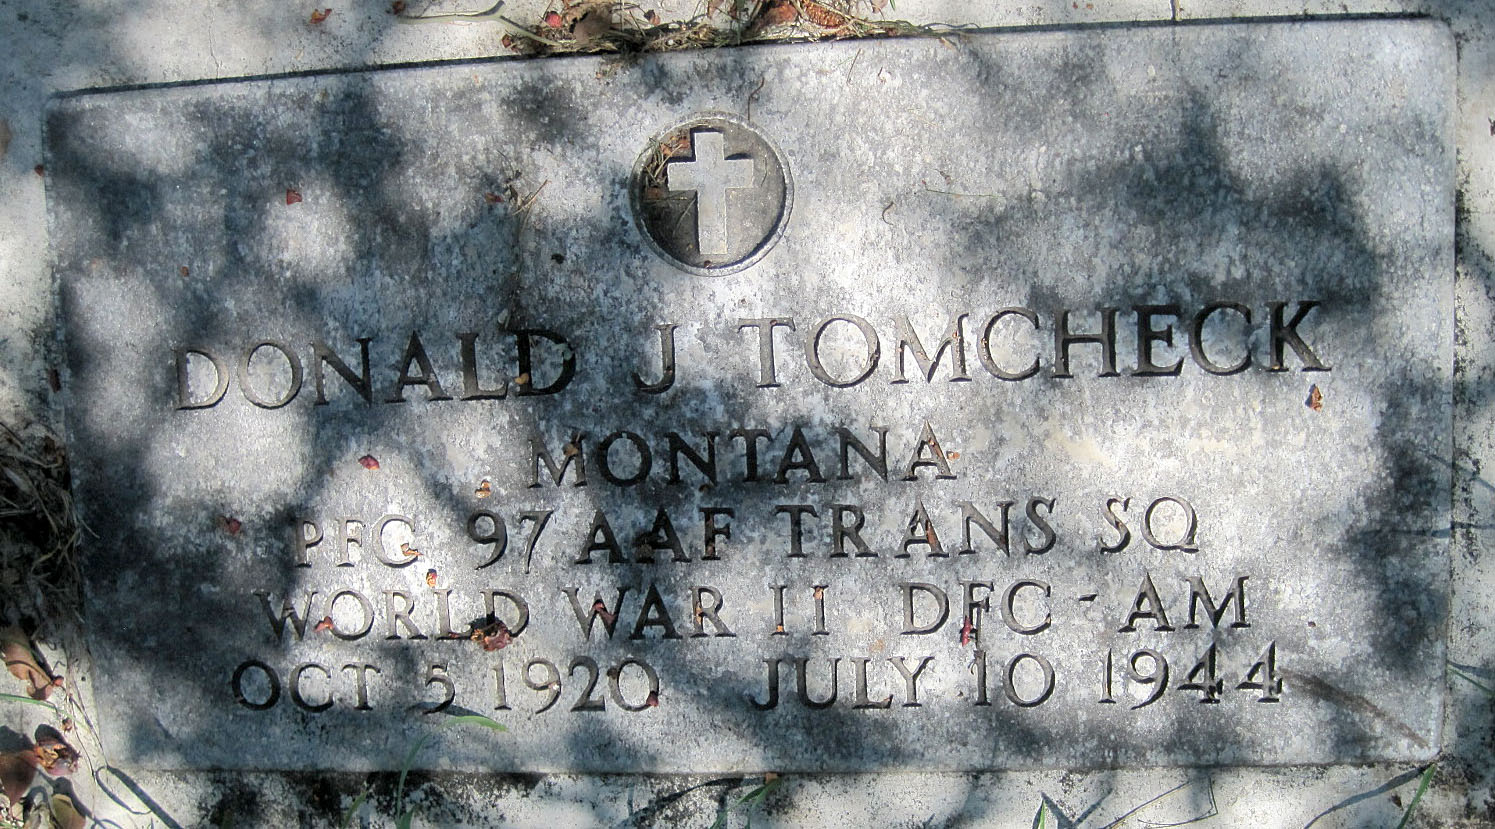 DONALD J TOMCHECK
MONTANA
PFC 97 AAF TRANS SQ
WORLD WAR II DFC - AM
OCT 5 1920 JULY 10 1944